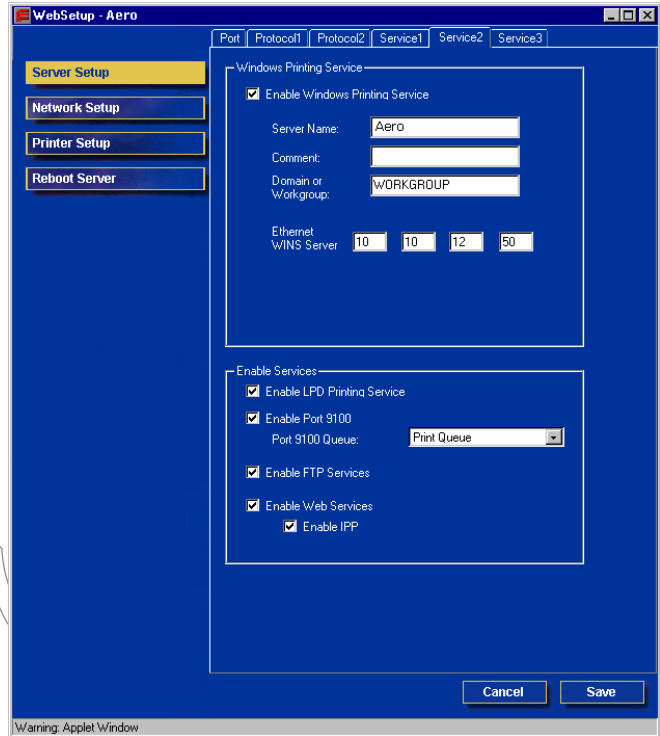 WebSetup - Aero
Port Protocol1 Protocol2 Service1 Service2 Service3
Server Setup
Network Setup
Printer Setup
Reboot Server
Windows Printing Service
Enable Windows Printing Service
Server Name: Aero
Comment:
Domain or
Workgroup: WORKGROUP
Ethernet
WINS Server 10 10 12 50
Enable Services
Enable LPD Printing Service
Enable Port 9100
Port 9100 Queue: Print Queue
Enable FTP Services
Enable Web Services
Enable IPP
Cancel Save
Warning: Applet Window